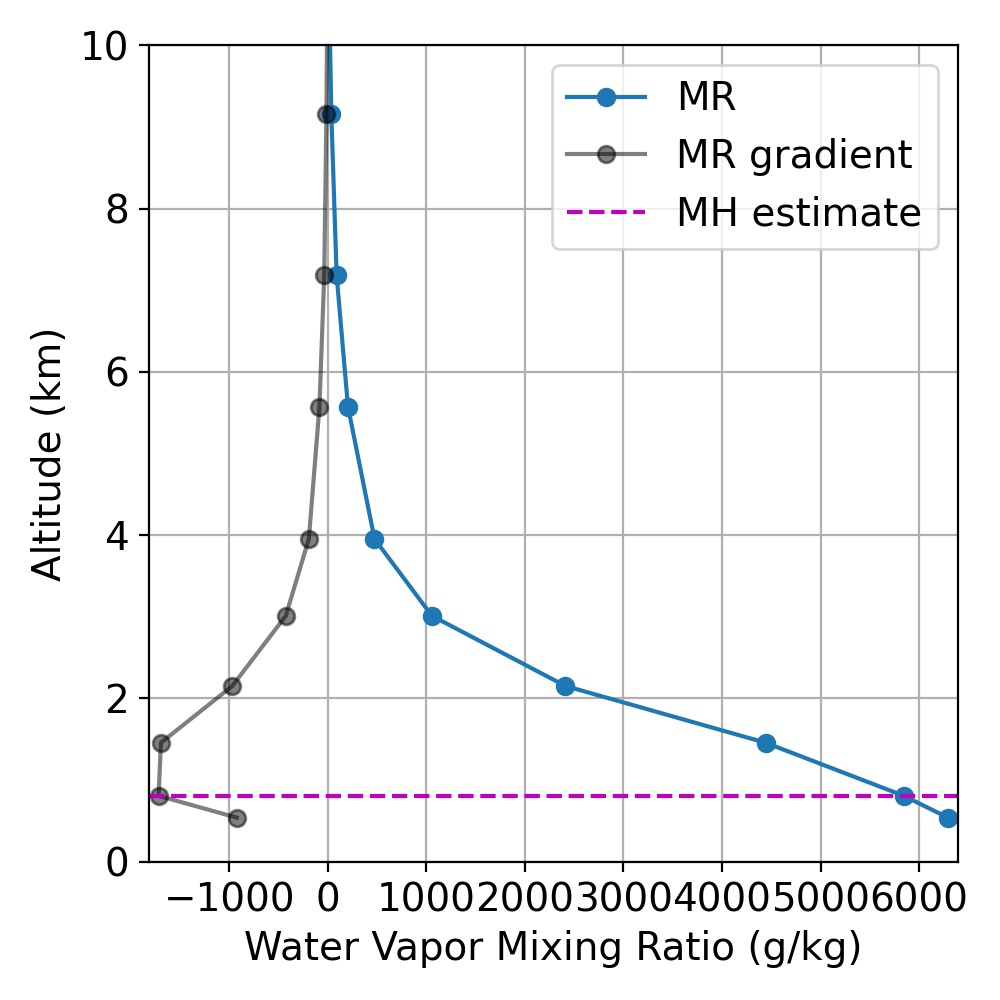 10
8
6
4
2
0
Altitude (km)
MR
MR gradient
MH estimate
−1000 0 1000 2000 3000 4000 5000 6000
Water Vapor Mixing Ratio (g/kg)